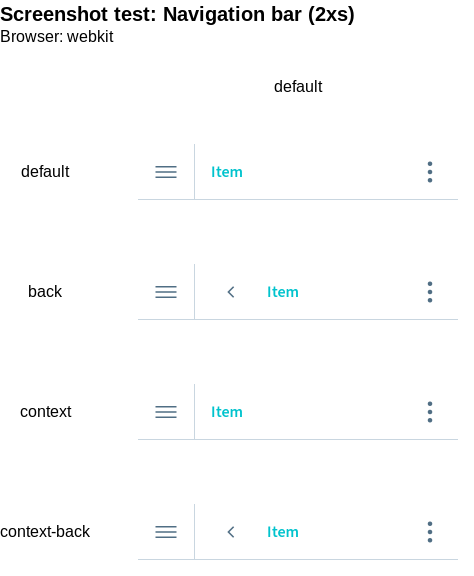 Screenshot test: Navigation bar (2xs)
Browser: webkit
default
default Item
back Item
context Item
context-back Item